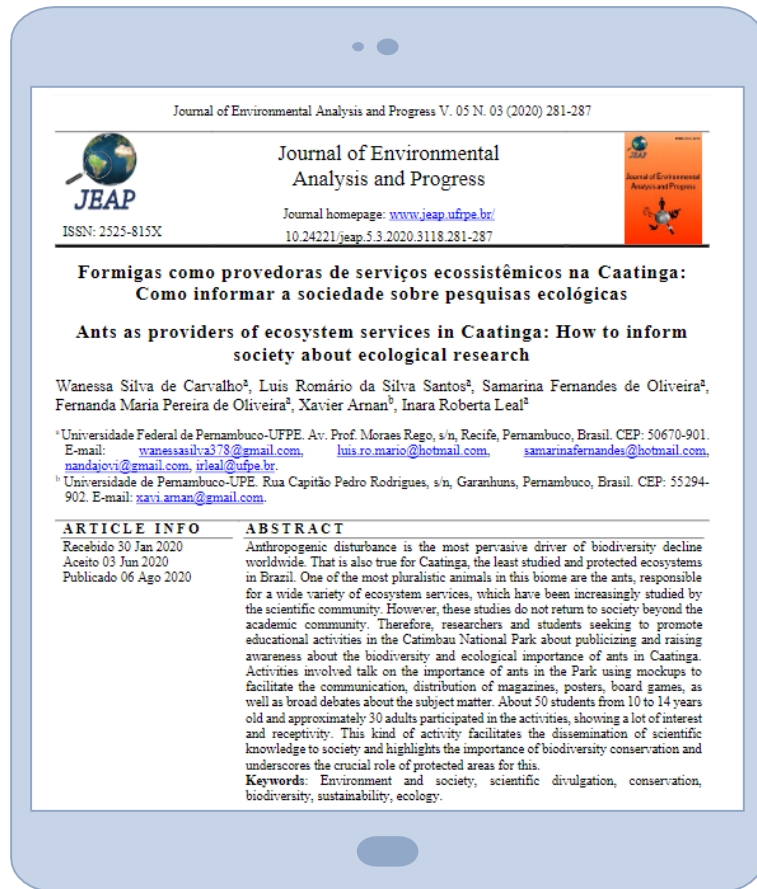 Journal of Environmental Analysis and Progress V. 05 N. 03 (2020) 281-287
JEAP
ISSN: 2525-815X
Journal of Environmental
Analysis and Progress
Journal homepage: www.jeap.ufrpe.br/
10.24221/jeap.5.3.2020.3118.281-287
JEAP
Journal of Environmental
Analysis and Progress
Formigas como provedoras de serviços ecossistêmicos na Caatinga:
Como informar a sociedade sobre pesquisas ecológicas
Ants as providers of ecosystem services in Caatinga: How to inform
society about ecological research
Wanessa Silva de Carvalhoᵃ, Luís Romário da Silva Santosᵃ, Samarina Fernandes de Oliveiraᵃ,
Fernanda Maria Pereira de Oliveiraᵃ, Xavier Arnanᵇ, Inara Roberta Lealᵃ
ᵃ Universidade Federal de Pernambuco-UFPE. Av. Prof. Moraes Rego, s/n, Recife, Pernambuco, Brasil. CEP: 50670-901.
E-mail: wanessasilva378@gmail.com, luis.ro.mario@hotmail.com, samarinafernandes@hotmail.com,
nandajovi@gmail.com, irleal@ufpe.br.
ᵇ Universidade de Pernambuco-UPE. Rua Capitão Pedro Rodrigues, s/n, Garanhuns, Pernambuco, Brasil. CEP: 55294-
902. E-mail: xavi.arnan@gmail.com.
ARTICLE INFO
Recebido 30 Jan 2020
Aceito 03 Jun 2020
Publicado 06 Ago 2020
ABSTRACT
Anthropogenic disturbance is the most pervasive driver of biodiversity decline
worldwide. That is also true for Caatinga, the least studied and protected ecosystems
in Brazil. One of the most pluralistic animals in this biome are the ants, responsible
for a wide variety of ecosystem services, which have been increasingly studied by
the scientific community. However, these studies do not return to society beyond the
academic community. Therefore, researchers and students seeking to promote
educational activities in the Catimbau National Park about publicizing and raising
awareness about the biodiversity and ecological importance of ants in Caatinga.
Activities involved talk on the importance of ants in the Park using mockups to
facilitate the communication, distribution of magazines, posters, board games, as
well as broad debates about the subject matter. About 50 students from 10 to 14 years
old and approximately 30 adults participated in the activities, showing a lot of interest
and receptivity. This kind of activity facilitates the dissemination of scientific
knowledge to society and highlights the importance of biodiversity conservation and
underscores the crucial role of protected areas for this.
Keywords: Environment and society, scientific divulgation, conservation,
biodiversity, sustainability, ecology.